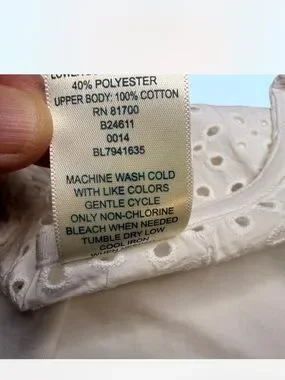 40% POLYESTER
UPPER BODY: 100% COTTON
RN 81700
B24611
0014
BL7941635
MACHINE WASH COLD
WITH LIKE COLORS
GENTLE CYCLE
ONLY NON-CHLORINE
BLEACH WHEN NEEDED
TUMBLE DRY LOW
COOL IRON